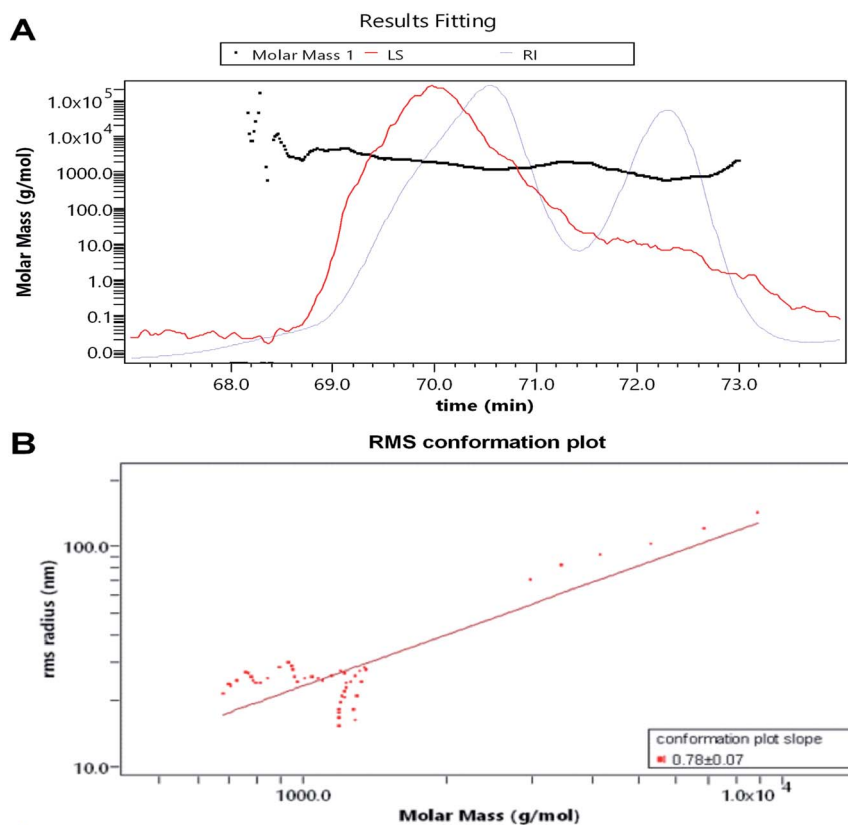 A
Results Fitting
Molar Mass 1 LS RI
Molar Mass (g/mol)
1.0x10^5
1.0x10^4
1000.0
100.0
10.0
1.0
0.1
0.0
68.0 69.0 70.0 71.0 72.0 73.0
time (min)
B
RMS conformation plot
rms radius (nm)
100.0
10.0
conformation plot slope
0.78±0.07
1000.0 1.0x10^4
Molar Mass (g/mol)